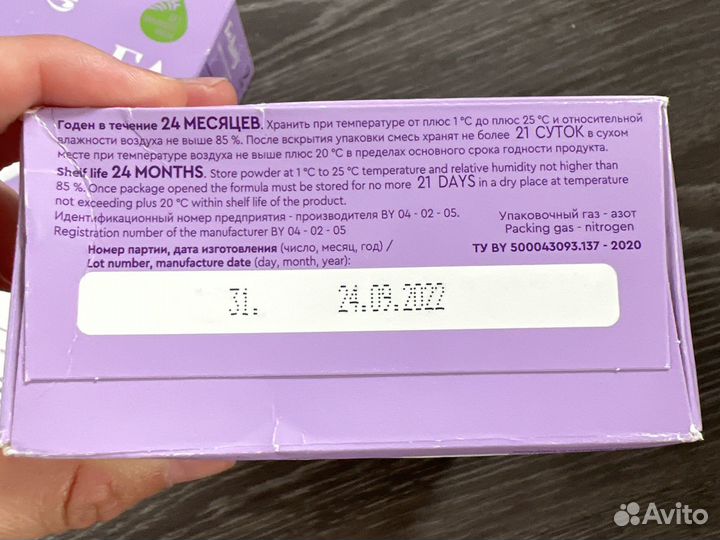 Годен в течение 24 МЕСЯЦЕВ. Хранить при температуре от плюс 1 °C до плюс 25 °C и относительной
влажности воздуха не выше 85 %. После вскрытия упаковки смесь хранят не более 21 СУТОК в сухом
месте при температуре воздуха не выше плюс 20 °C в пределах основного срока годности продукта.
Shelf life 24 MONTHS. Store powder at 1 °C to 25 °C temperature and relative humidity not higher than
85 %. Once package opened the formula must be stored for no more 21 DAYS in a dry place at temperature
not exceeding plus 20 °C within shelf life of the product.
Идентификационный номер предприятия - производителя BY 04 - 02 - 05.
Registration number of the manufacturer BY 04 - 02 - 05
Упаковочный газ - азот
Packing gas - nitrogen
Номер партии, дата изготовления (число, месяц, год) /
Lot number, manufacture date (day, month, year):
ТУ BY 500043093.137 - 2020
31. 24.09.2022
Avito